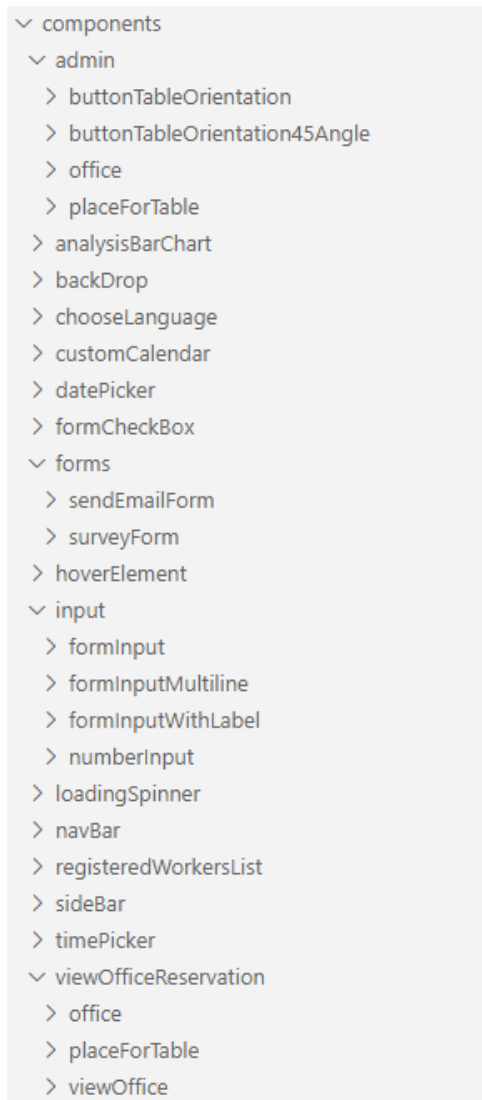 components
admin
buttonTableOrientation
buttonTableOrientation45Angle
office
placeForTable
analysisBarChart
backDrop
chooseLanguage
customCalendar
datePicker
formCheckBox
forms
sendEmailForm
surveyForm
hoverElement
input
formInput
formInputMultiline
formInputWithLabel
numberInput
loadingSpinner
navBar
registeredWorkersList
sideBar
timePicker
viewOfficeReservation
office
placeForTable
viewOffice